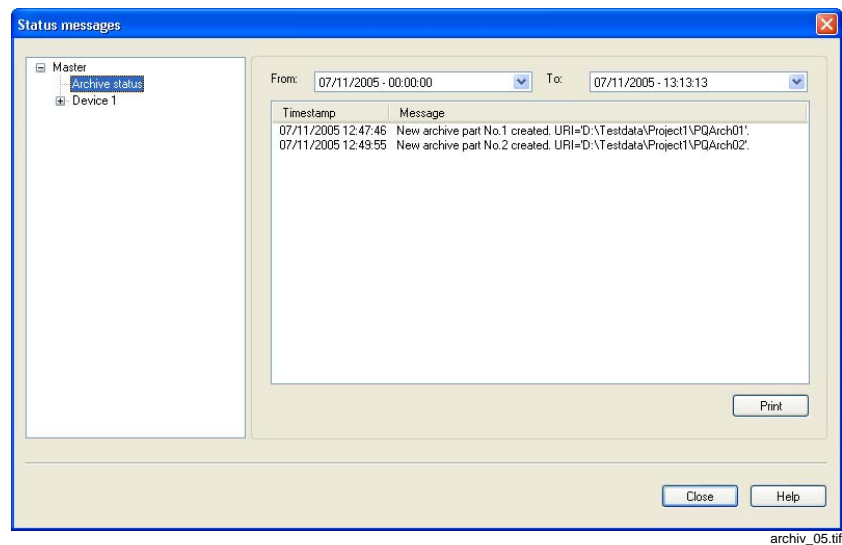 Status messages
Master
Archive status
Device 1
From: 07/11/2005 - 00:00:00 To: 07/11/2005 - 13:13:13
Timestamp Message
07/11/2005 12:47:46 New archive part No.1 created. URI='D:\Testdata\Project1\PQArch01'.
07/11/2005 12:49:55 New archive part No.2 created. URI='D:\Testdata\Project1\PQArch02'.
Print
Close Help
archiv_05.tif